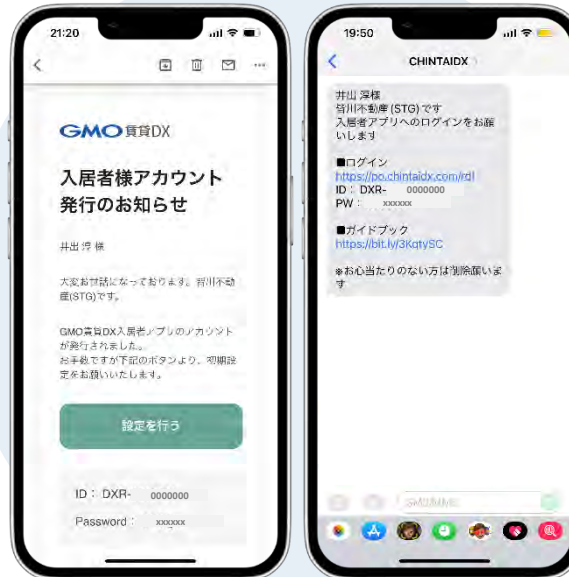 21:20
GMO 賃貸DX
入居者様アカウント
発行のお知らせ
井出 淳 様
大変お世話になっております。皆川不動
産(STG)です。
GMO賃貸DX入居者アプリのアカウント
が発行されました。
お手数ですが下記のボタンより、初期設
定をお願いいたします。
設定を行う
ID： DXR- 0000000
Password： xxxxxx
19:50
CHINTAIDX
井出 淳様
皆川不動産 (STG) です
入居者アプリへのログインをお願
いします
■ログイン
https://po.chintaidx.com/rdl
ID： DXR- 0000000
PW： xxxxxx
■ガイドブック
https://bit.ly/3KqtySC
※お心当たりのない方は削除願いま
す
SMS/MMS